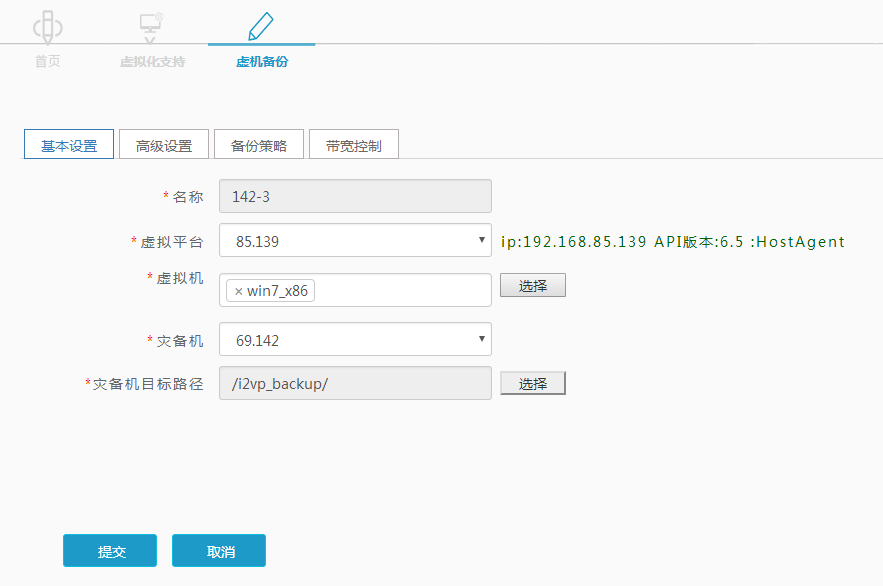 首页 虚拟化支持 虚机备份
基本设置 高级设置 备份策略 带宽控制
*名称 142-3
*虚拟平台 85.139 ip:192.168.85.139 API版本:6.5 :HostAgent
*虚拟机 × win7_x86 选择
*灾备机 69.142
*灾备机目标路径 /i2vp_backup/ 选择
提交 取消